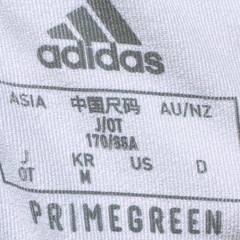 adidas
ASIA 中国尺码 AU/NZ
J/OT
170/88A
J KR US D
OT M
PRIMEGREEN